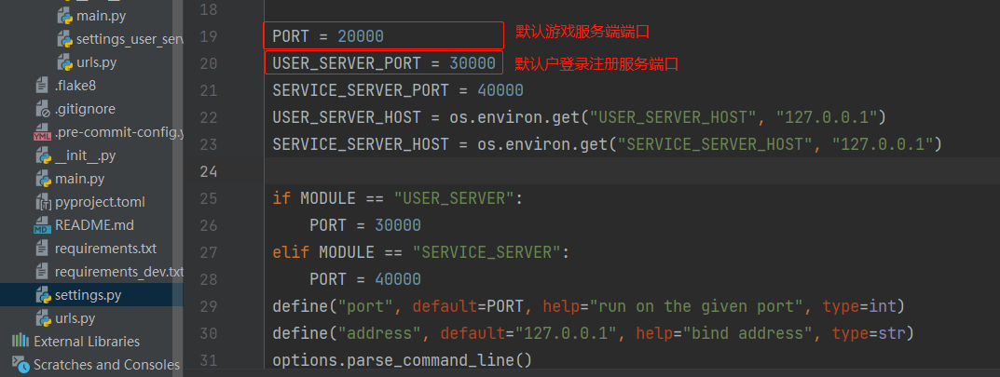 main.py
settings_user_serv
urls.py
.flake8
.gitignore
.pre-commit-config.y
__init__.py
main.py
pyproject.toml
README.md
requirements.txt
requirements_dev.txt
settings.py
urls.py
External Libraries
Scratches and Consoles
18
19 PORT = 20000 默认游戏服务端端口
20 USER_SERVER_PORT = 30000 默认户登录注册服务端口
21 SERVICE_SERVER_PORT = 40000
22 USER_SERVER_HOST = os.environ.get("USER_SERVER_HOST", "127.0.0.1")
23 SERVICE_SERVER_HOST = os.environ.get("SERVICE_SERVER_HOST", "127.0.0.1")
24
25 if MODULE == "USER_SERVER":
26 PORT = 30000
27 elif MODULE == "SERVICE_SERVER":
28 PORT = 40000
29 define("port", default=PORT, help="run on the given port", type=int)
30 define("address", default="127.0.0.1", help="bind address", type=str)
31 options.parse_command_line()